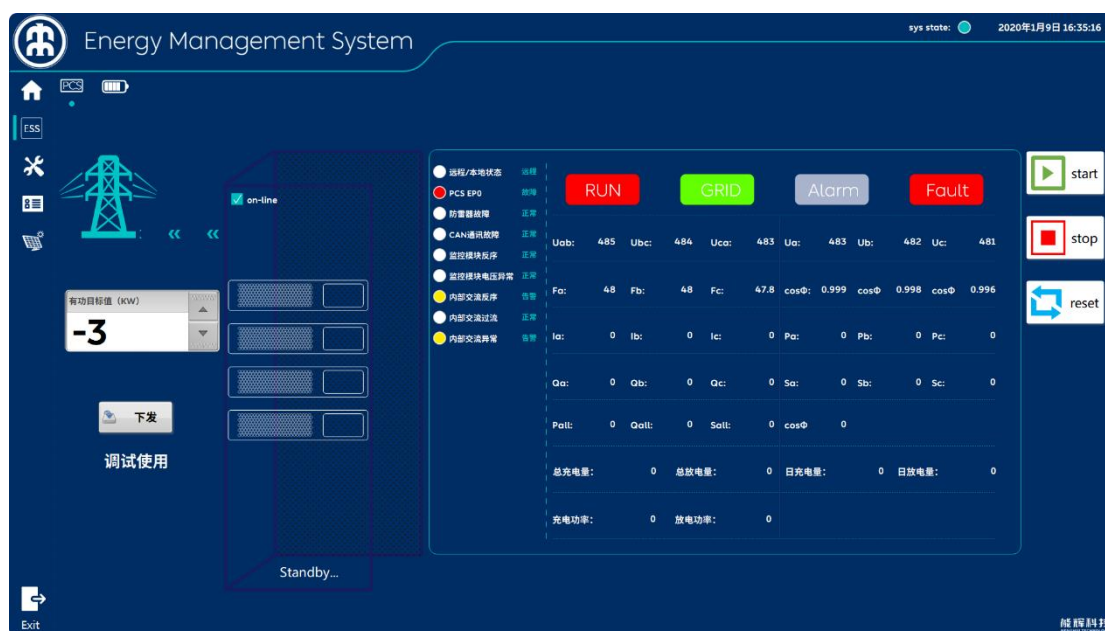 Energy Management System
sys state:
2020年1月9日 16:35:16
PCS
ESS
on-line
有功目标值（KW）
-3
下发
调试使用
Standby...
远程/本地状态 远程
PCS EP0 故障
防雷器故障 正常
CAN通讯故障 正常
监控模块反序 正常
监控模块电压异常 正常
内部交流反序 告警
内部交流过流 正常
内部交流异常 告警
RUN GRID Alarm Fault
Uab: 485 Ubc: 484 Uca: 483 Ua: 483 Ub: 482 Uc: 481
Fa: 48 Fb: 48 Fc: 47.8 cosΦ: 0.999 cosΦ 0.998 cosΦ 0.996
Ia: 0 Ib: 0 Ic: 0 Pa: 0 Pb: 0 Pc: 0
Qa: 0 Qb: 0 Qc: 0 Sa: 0 Sb: 0 Sc: 0
Pall: 0 Qall: 0 Sall: 0 cosΦ 0
总充电量: 0 总放电量: 0 日充电量: 0 日放电量: 0
充电功率: 0 放电功率: 0
start
stop
reset
Exit
能辉科技